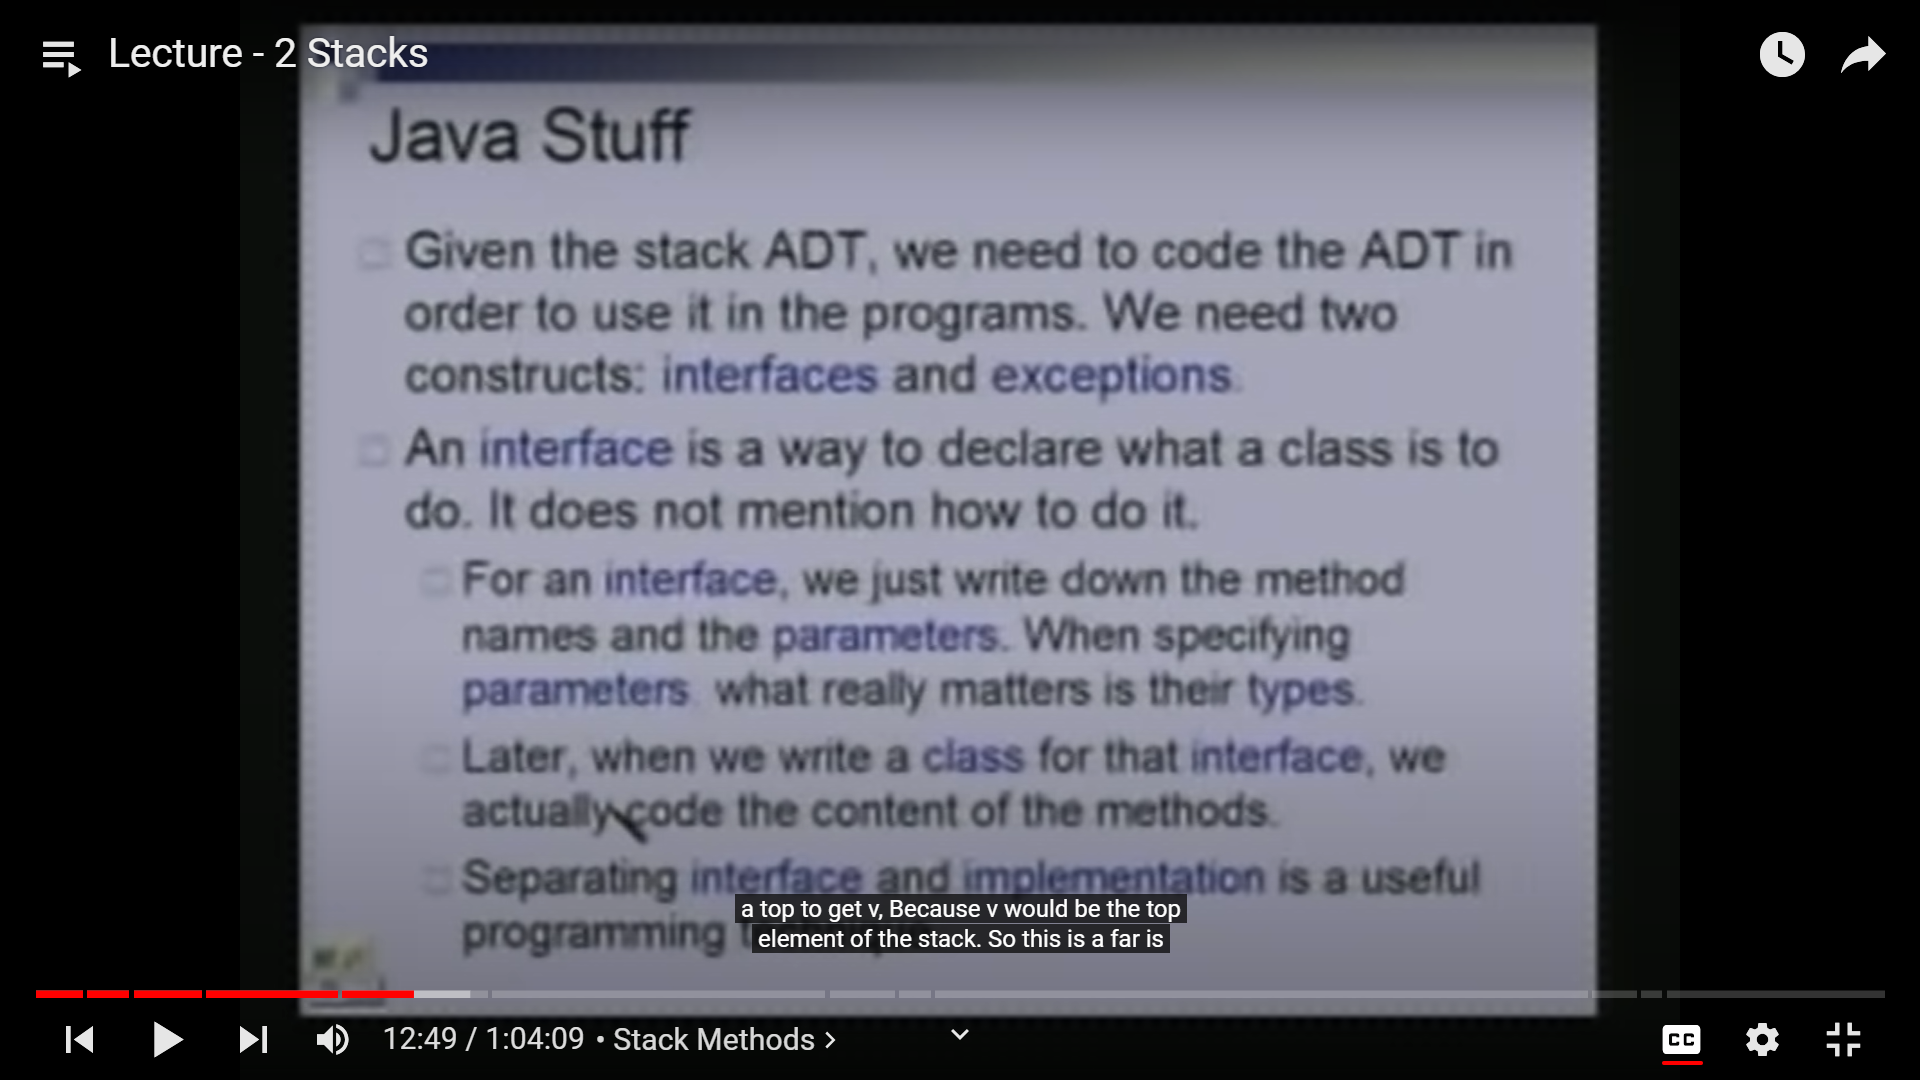 Lecture - 2 Stacks
Java Stuff
Given the stack ADT, we need to code the ADT in
order to use it in the programs. We need two
constructs: interfaces and exceptions.
An interface is a way to declare what a class is to
do. It does not mention how to do it.
For an interface, we just write down the method
names and the parameters. When specifying
parameters, what really matters is their types.
Later, when we write a class for that interface, we
actually code the content of the methods.
Separating interface and implementation is a useful
programming
a top to get v, Because v would be the top
element of the stack. So this is a far is
12:49 / 1:04:09 • Stack Methods >
CC